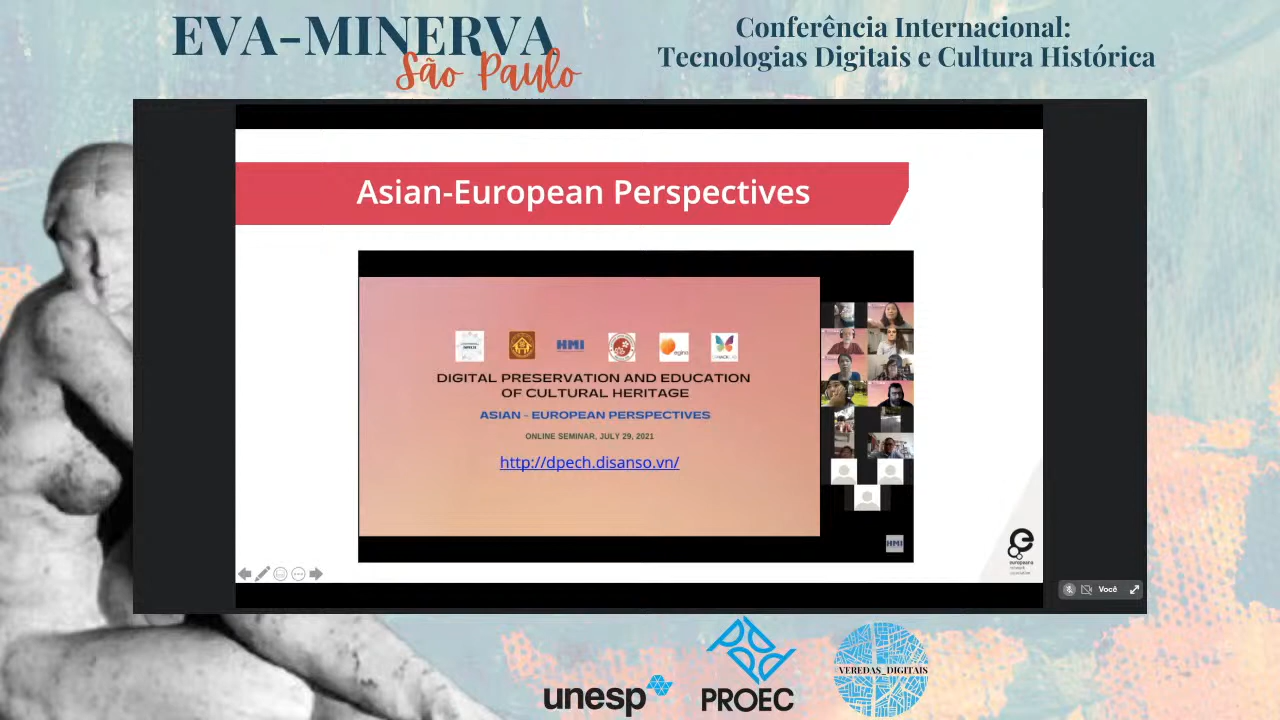 EVA-MINERVA
São Paulo
Conferência Internacional:
Tecnologias Digitais e Cultura Histórica
Asian-European Perspectives
HMI
DIGITAL PRESERVATION AND EDUCATION
OF CULTURAL HERITAGE
ASIAN - EUROPEAN PERSPECTIVES
ONLINE SEMINAR, JULY 29, 2021
http://dpech.disanso.vn/
HMI
europeana
Você
unesp
PROEC
VEREDAS_DIGITAIS